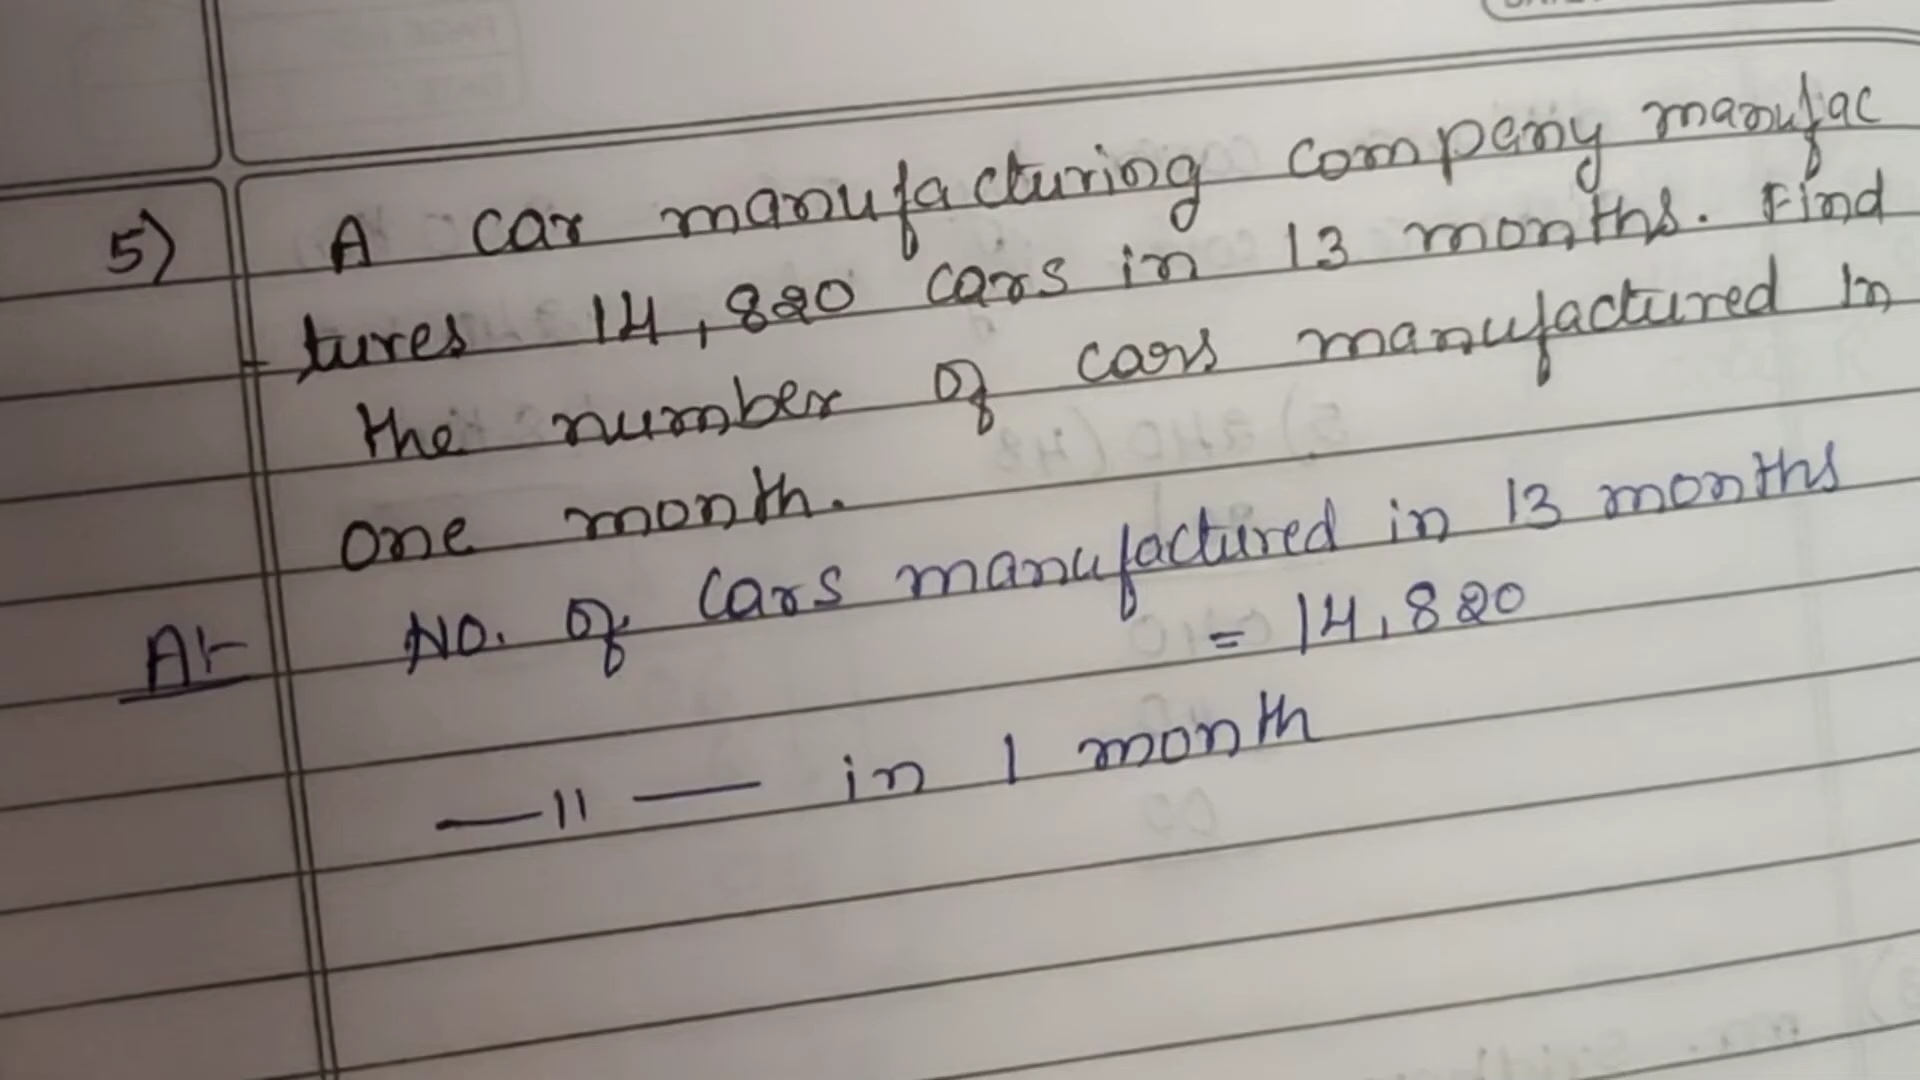 5) A car manufacturing company manufac
tures 14,820 cars in 13 months. Find
the number of cars manufactured in
one month.
A:- No. of cars manufactured in 13 months
= 14,820
—11— in 1 month